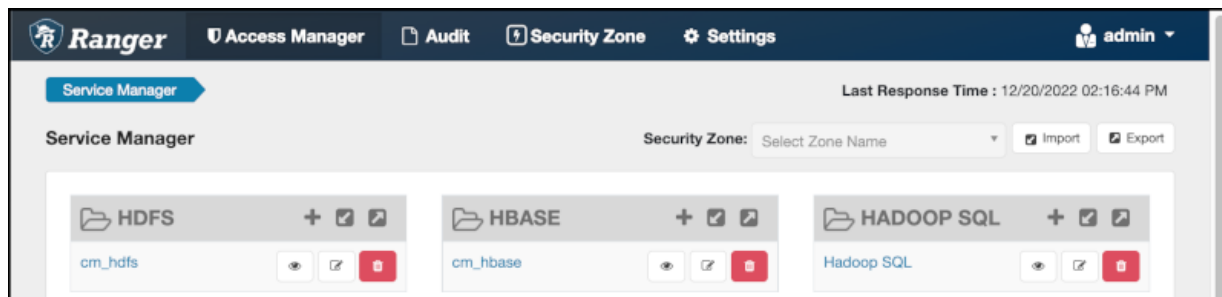 Ranger Access Manager Audit Security Zone Settings admin
Service Manager Last Response Time : 12/20/2022 02:16:44 PM
Service Manager Security Zone: Select Zone Name Import Export
HDFS HBASE HADOOP SQL
cm_hdfs cm_hbase Hadoop SQL